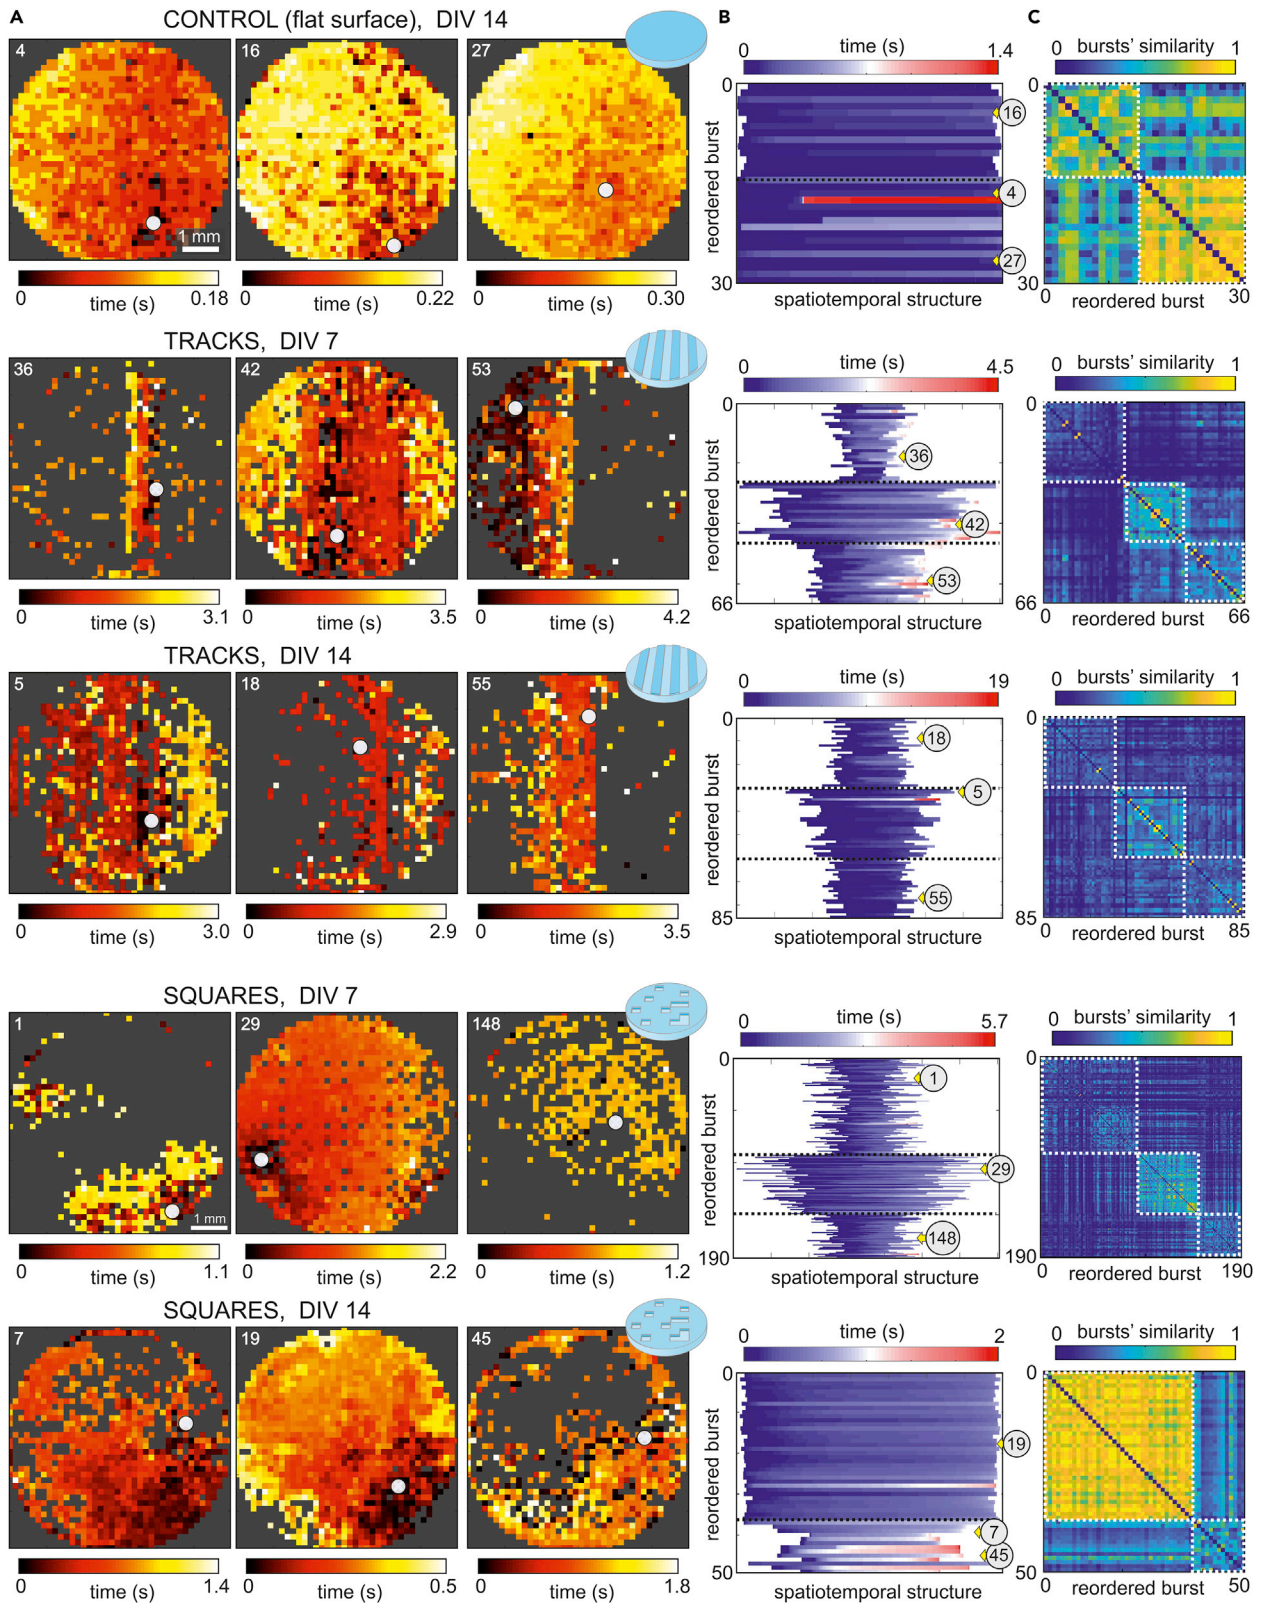 A
CONTROL (flat surface), DIV 14
B
C
4
16
27
1 mm
0
0.18
time (s)
0
0.22
time (s)
0
0.30
time (s)
0
time (s)
1.4
0
reordered burst
30
16
4
27
spatiotemporal structure
0
bursts’ similarity
1
0
30
0
30
reordered burst
TRACKS, DIV 7
36
42
53
0
3.1
time (s)
0
3.5
time (s)
0
4.2
time (s)
0
time (s)
4.5
0
reordered burst
66
36
42
53
spatiotemporal structure
0
bursts’ similarity
1
0
66
0
66
reordered burst
TRACKS, DIV 14
5
18
55
0
3.0
time (s)
0
2.9
time (s)
0
3.5
time (s)
0
time (s)
19
0
reordered burst
85
18
5
55
spatiotemporal structure
0
bursts’ similarity
1
0
85
0
85
reordered burst
SQUARES, DIV 7
1
29
148
1 mm
0
1.1
time (s)
0
2.2
time (s)
0
1.2
time (s)
0
time (s)
5.7
0
reordered burst
190
1
29
148
spatiotemporal structure
0
bursts’ similarity
1
0
190
0
190
reordered burst
SQUARES, DIV 14
7
19
45
0
1.4
time (s)
0
0.5
time (s)
0
1.8
time (s)
0
time (s)
2
0
reordered burst
50
19
7
45
spatiotemporal structure
0
bursts’ similarity
1
0
50
0
50
reordered burst